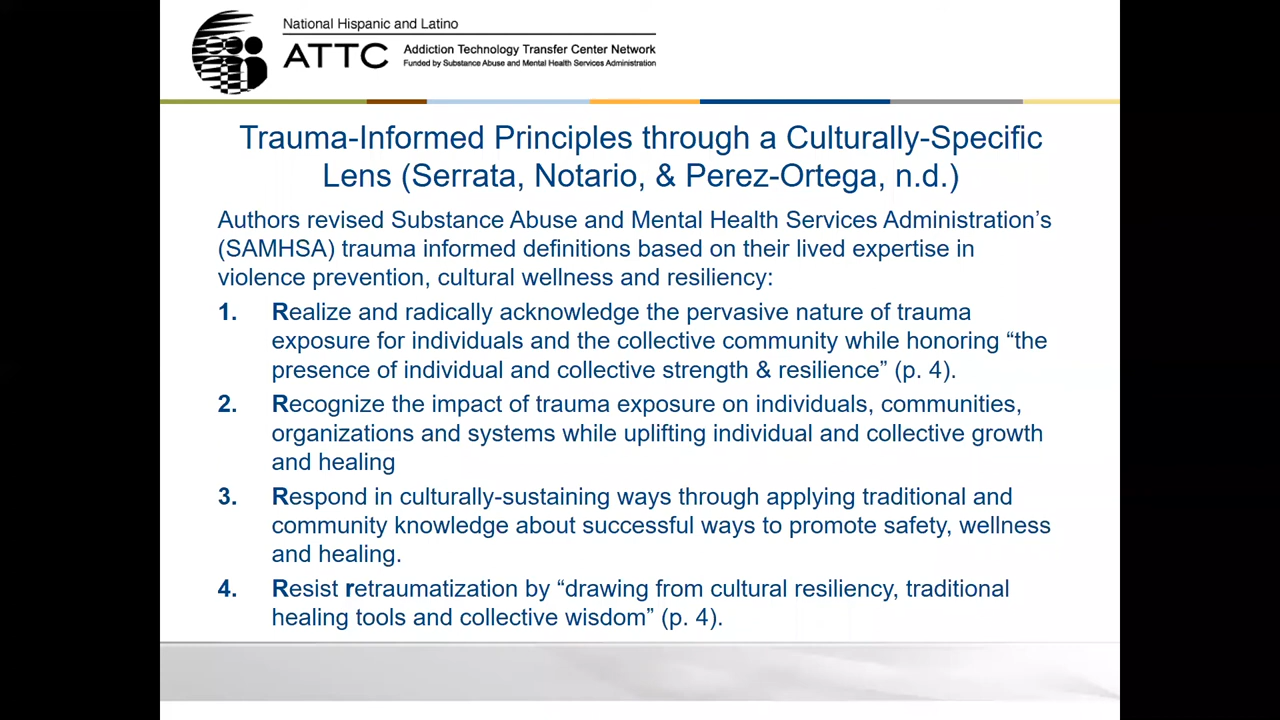 National Hispanic and Latino
ATTC
Addiction Technology Transfer Center Network
Funded by Substance Abuse and Mental Health Services Administration
Trauma-Informed Principles through a Culturally-Specific
Lens (Serrata, Notario, & Perez-Ortega, n.d.)
Authors revised Substance Abuse and Mental Health Services Administration’s
(SAMHSA) trauma informed definitions based on their lived expertise in
violence prevention, cultural wellness and resiliency:
1. Realize and radically acknowledge the pervasive nature of trauma
exposure for individuals and the collective community while honoring “the
presence of individual and collective strength & resilience” (p. 4).
2. Recognize the impact of trauma exposure on individuals, communities,
organizations and systems while uplifting individual and collective growth
and healing
3. Respond in culturally-sustaining ways through applying traditional and
community knowledge about successful ways to promote safety, wellness
and healing.
4. Resist retraumatization by “drawing from cultural resiliency, traditional
healing tools and collective wisdom” (p. 4).